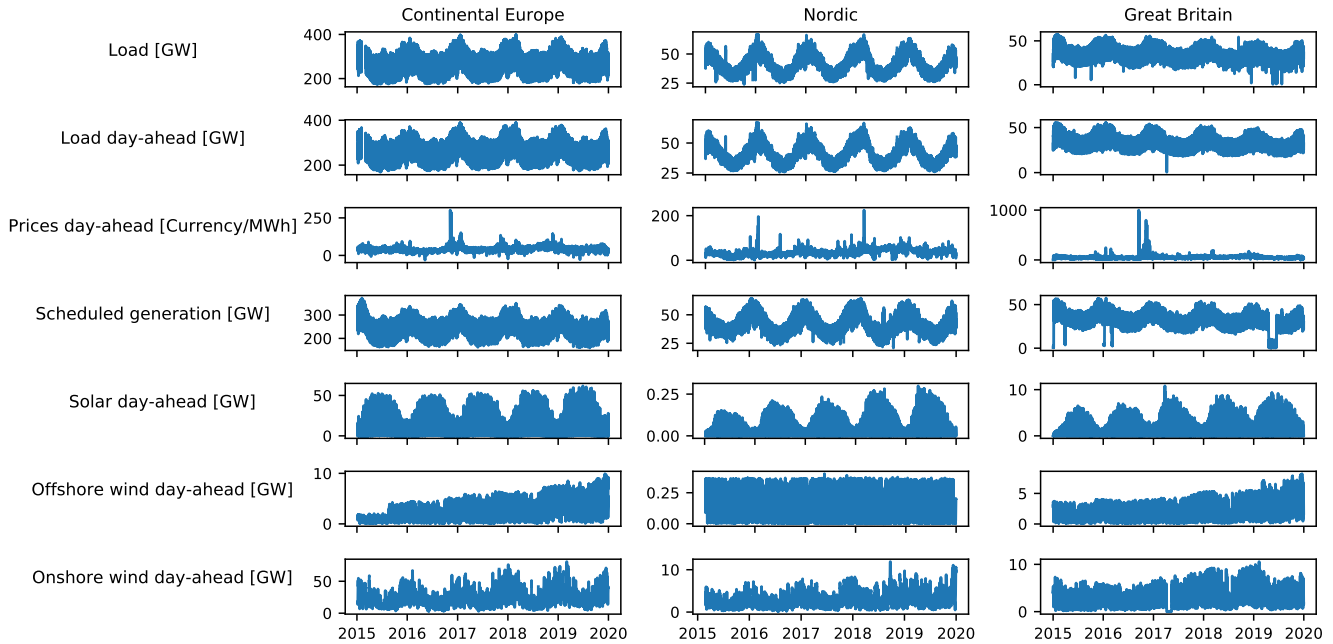 Continental Europe Nordic Great Britain
Load [GW] 400 200 50 25 50 0
Load day-ahead [GW] 400 200 50 25 50 0
Prices day-ahead [Currency/MWh] 250 0 200 0 1000 0
Scheduled generation [GW] 300 200 50 25 50 0
Solar day-ahead [GW] 50 0 0.25 0.00 10 0
Offshore wind day-ahead [GW] 10 0 0.25 0.00 5 0
Onshore wind day-ahead [GW] 50 0 10 0 10 0
2015 2016 2017 2018 2019 2020 2015 2016 2017 2018 2019 2020 2015 2016 2017 2018 2019 2020